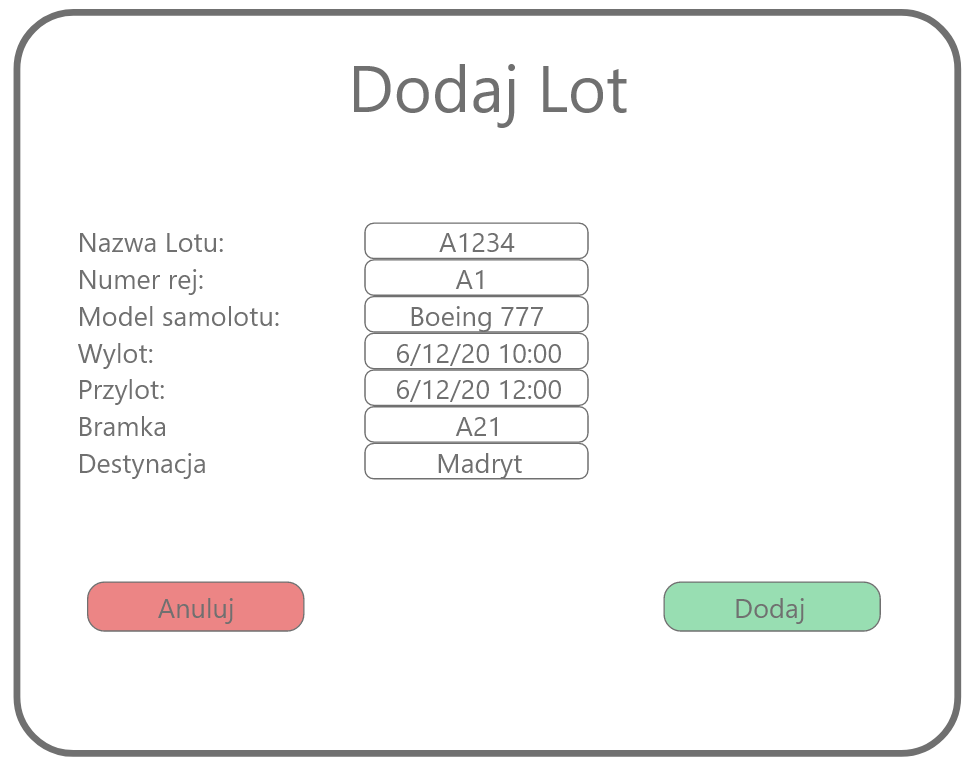 Dodaj Lot
Nazwa Lotu: A1234
Numer rej: A1
Model samolotu: Boeing 777
Wylot: 6/12/20 10:00
Przylot: 6/12/20 12:00
Bramka A21
Destynacja Madryt
Anuluj Dodaj